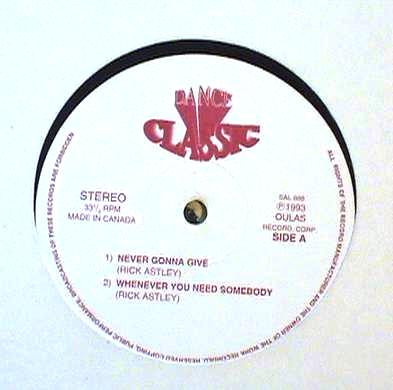 DANCE
CLASSIC
STEREO
33⅓ RPM
MADE IN CANADA
SAL 888
Ⓟ1993
OULAS
RECORD CORP.
SIDE A
1) NEVER GONNA GIVE
(RICK ASTLEY)
2) WHENEVER YOU NEED SOMEBODY
(RICK ASTLEY)
ALL RIGHTS OF THE RECORD MANUFACTURER AND THE OWNER OF THE WORK RECORDIAL RESERVED/COPYING, PUBLIC PERFORMANCE, BROADCASTING OF THESE RECORDS ARE FORBIDDEN